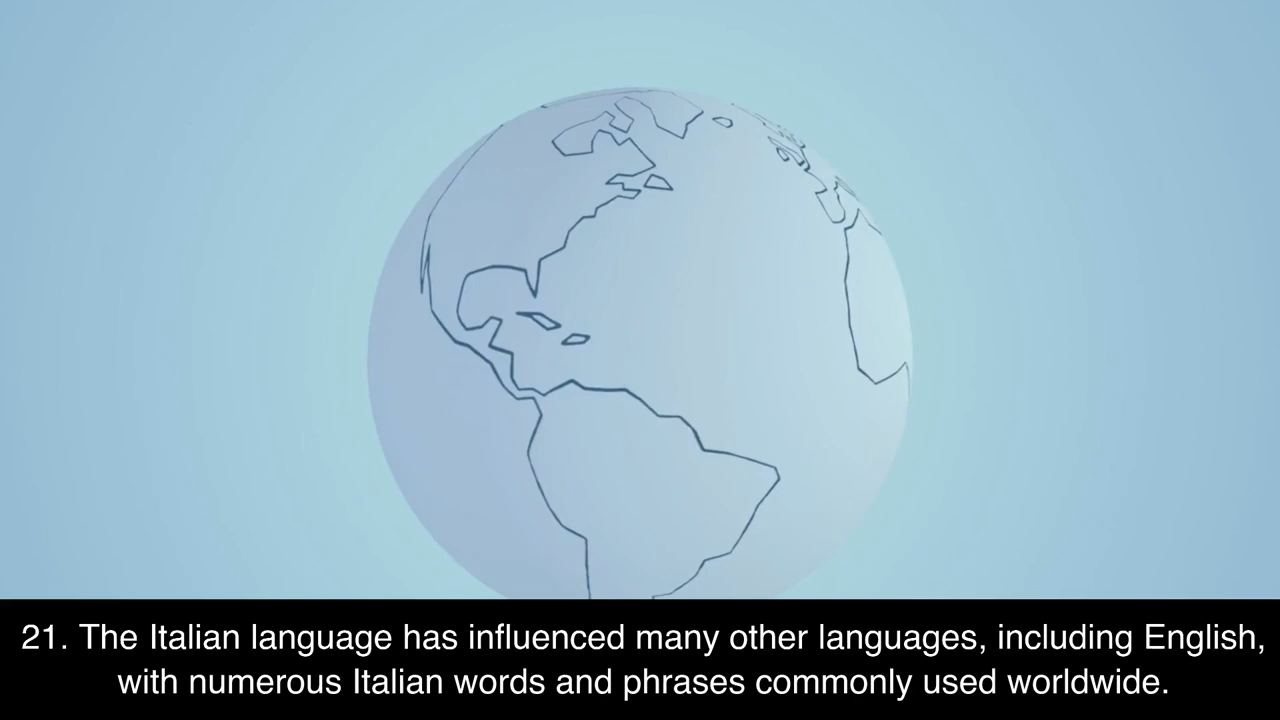 21. The Italian language has influenced many other languages, including English,
with numerous Italian words and phrases commonly used worldwide.